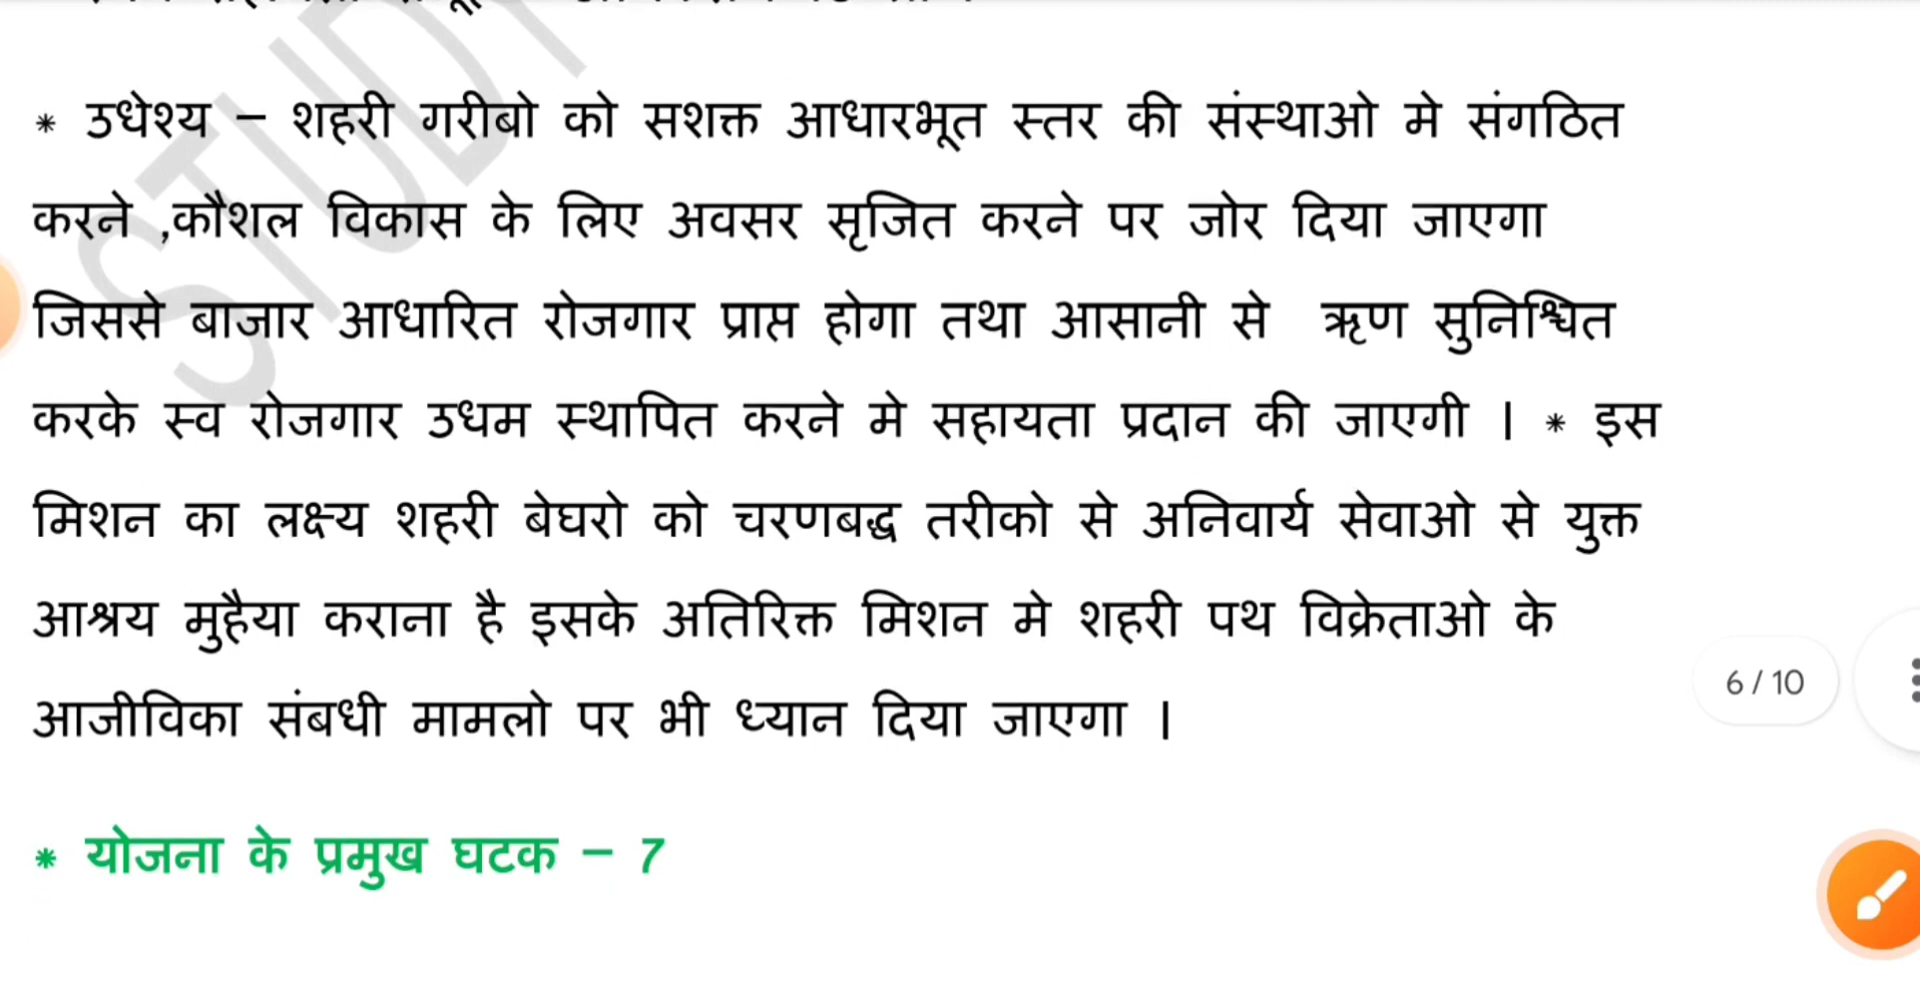 * उधेश्य – शहरी गरीबो को सशक्त आधारभूत स्तर की संस्थाओ मे संगठित
करने ,कौशल विकास के लिए अवसर सृजित करने पर जोर दिया जाएगा
जिससे बाजार आधारित रोजगार प्राप्त होगा तथा आसानी से ऋण सुनिश्चित
करके स्व रोजगार उधम स्थापित करने मे सहायता प्रदान की जाएगी । * इस
मिशन का लक्ष्य शहरी बेघरो को चरणबद्ध तरीको से अनिवार्य सेवाओ से युक्त
आश्रय मुहैया कराना है इसके अतिरिक्त मिशन मे शहरी पथ विक्रेताओ के
आजीविका संबधी मामलो पर भी ध्यान दिया जाएगा ।
* योजना के प्रमुख घटक – 7
6 / 10
STUDY